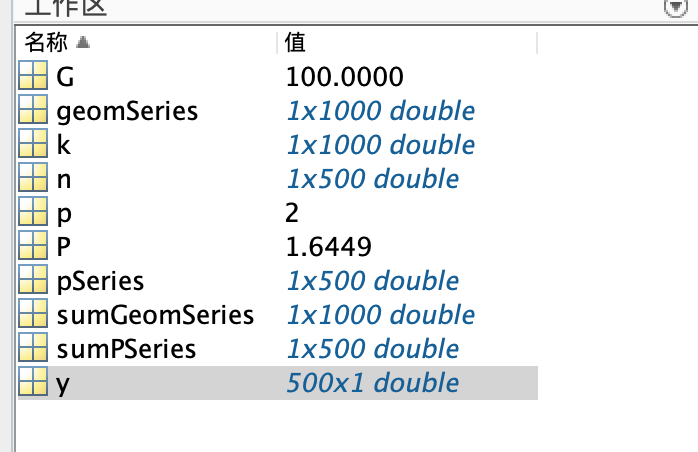 工作区
名称 值
G 100.0000
geomSeries 1x1000 double
k 1x1000 double
n 1x500 double
p 2
P 1.6449
pSeries 1x500 double
sumGeomSeries 1x1000 double
sumPSeries 1x500 double
y 500x1 double